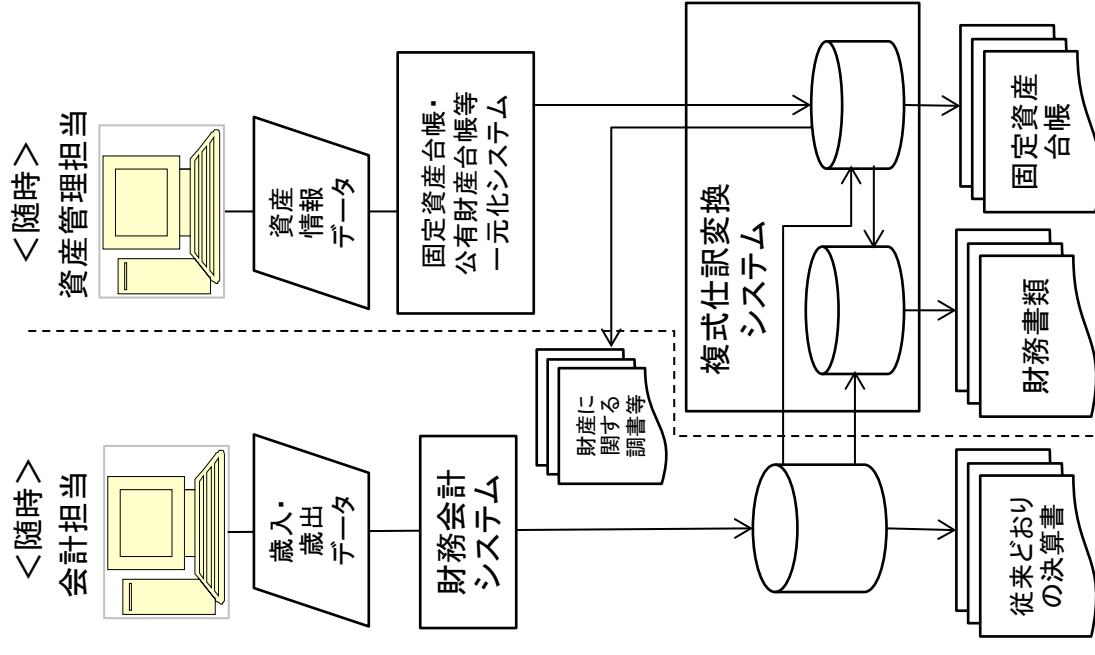 ＜随時＞
会計担当
歳入・
歳出
データ
財務会計
システム
財産に
関する
調書等
従来どおり
の決算書
＜随時＞
資産管理担当
資産
情報
データ
固定資産台帳・
公有財産台帳等
一元化システム
複式仕訳変換
システム
財務書類
固定資産
台帳